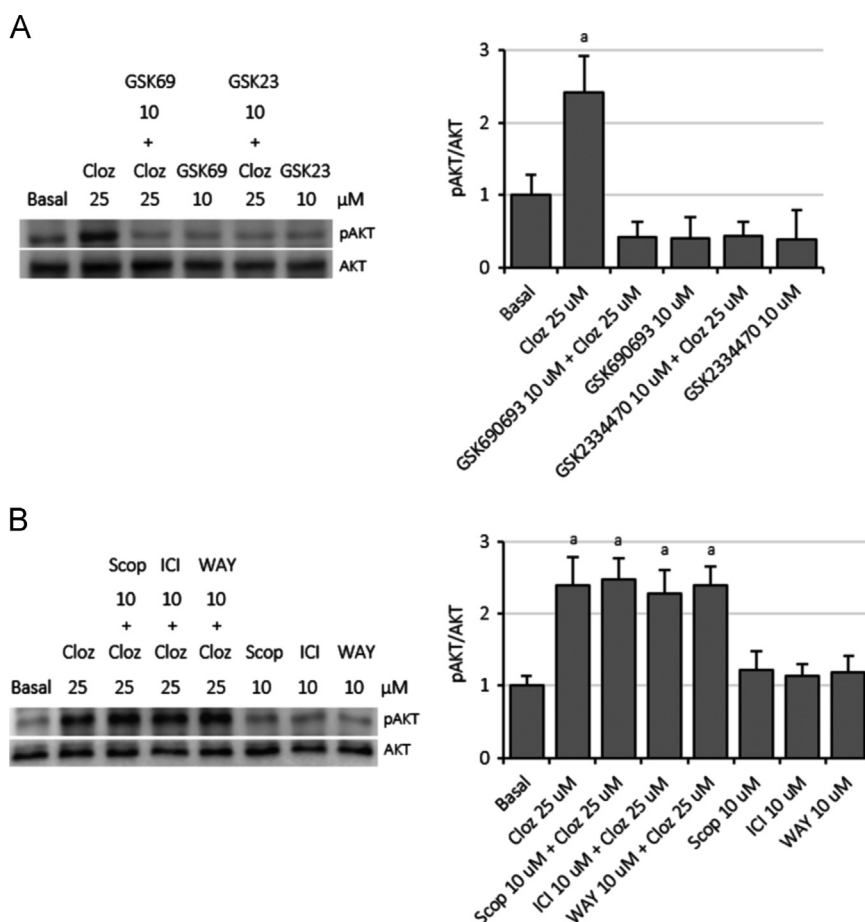 A
GSK69 GSK23
10 10
+ +
Cloz Cloz GSK69 Cloz GSK23
Basal 25 25 10 25 10 µM
pAKT
AKT
pAKT/AKT
3
2
1
0
a
Basal
Cloz 25 uM
GSK690693 10 uM + Cloz 25 uM
GSK690693 10 uM
GSK2334470 10 uM + Cloz 25 uM
GSK2334470 10 uM
B
Scop ICI WAY
10 10 10
+ + +
Cloz Cloz Cloz Cloz Scop ICI WAY
Basal 25 25 25 25 10 10 10 µM
pAKT
AKT
pAKT/AKT
3
2
1
0
a a a a
Basal
Cloz 25 uM
Scop 10 uM + Cloz 25 uM
ICI 10 uM + Cloz 25 uM
WAY 10 uM + Cloz 25 uM
Scop 10 uM
ICI 10 uM
WAY 10 uM